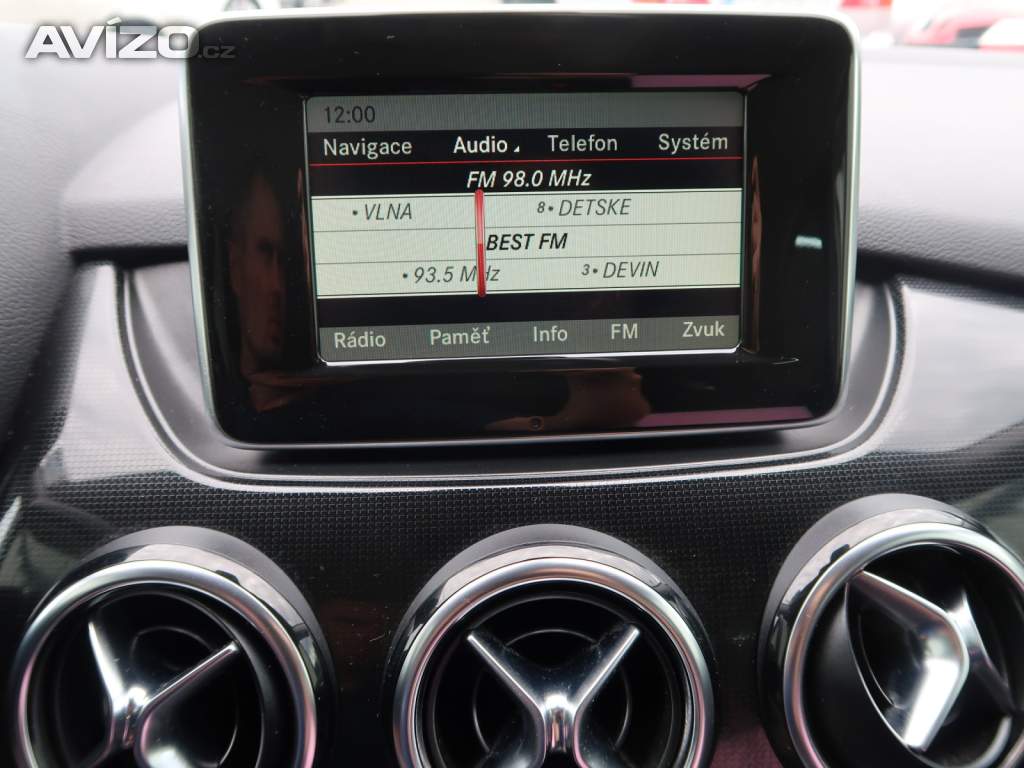 AVÍZO.cz
12:00
Navigace Audio Telefon Systém
FM 98.0 MHz
• VLNA 8• DETSKE
BEST FM
• 93.5 MHz 3• DEVIN
Rádio Paměť Info FM Zvuk